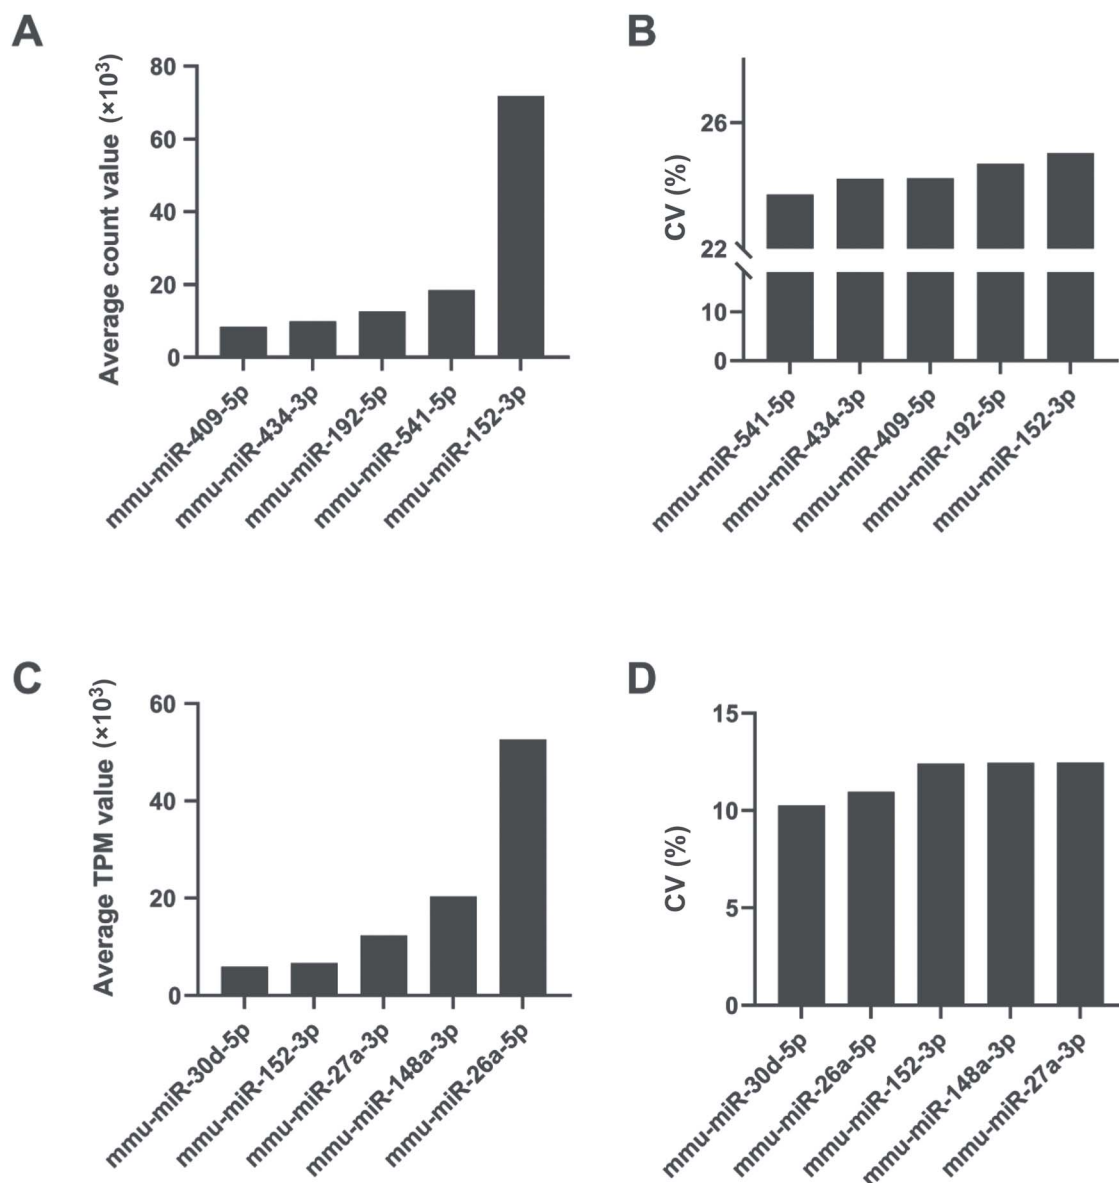 A
Average count value (×10³)
80
60
40
20
0
mmu-miR-409-5p
mmu-miR-434-3p
mmu-miR-192-5p
mmu-miR-541-5p
mmu-miR-152-3p
B
CV (%)
26
22
10
0
mmu-miR-541-5p
mmu-miR-434-3p
mmu-miR-409-5p
mmu-miR-192-5p
mmu-miR-152-3p
C
Average TPM value (×10³)
60
40
20
0
mmu-miR-30d-5p
mmu-miR-152-3p
mmu-miR-27a-3p
mmu-miR-148a-3p
mmu-miR-26a-5p
D
CV (%)
15
10
5
0
mmu-miR-30d-5p
mmu-miR-26a-5p
mmu-miR-152-3p
mmu-miR-148a-3p
mmu-miR-27a-3p